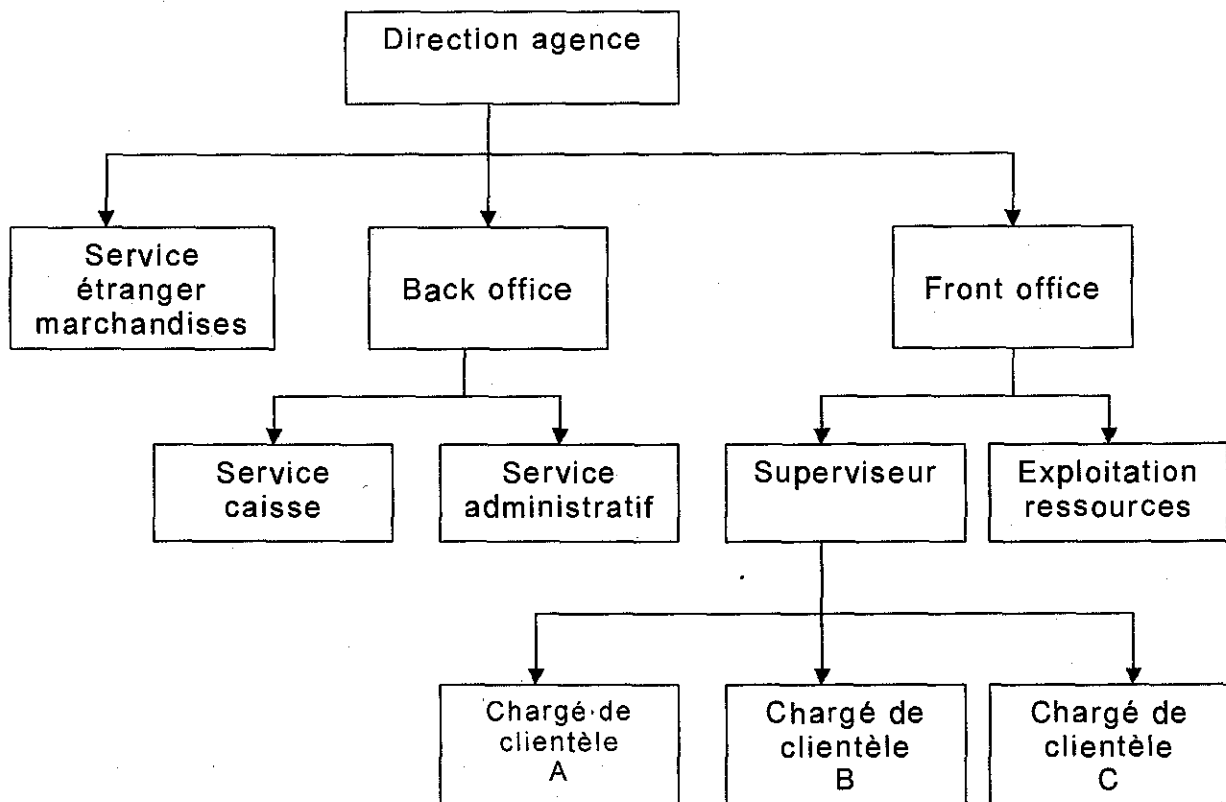 Direction agence
Service
étranger
marchandises
Back office
Front office
Service
caisse
Service
administratif
Superviseur
Exploitation
ressources
Chargé de
clientèle
A
Chargé de
clientèle
B
Chargé de
clientèle
C